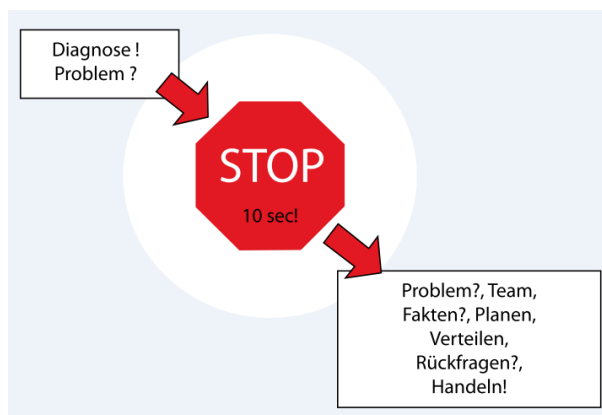 Diagnose !
Problem ?
STOP
10 sec!
Problem?, Team,
Fakten?, Planen,
Verteilen,
Rückfragen?,
Handeln!